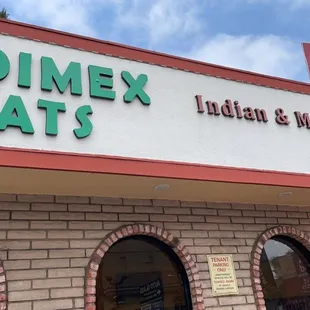 DIMEX
ATS
Indian & M
TENANT
PARKING
ONLY